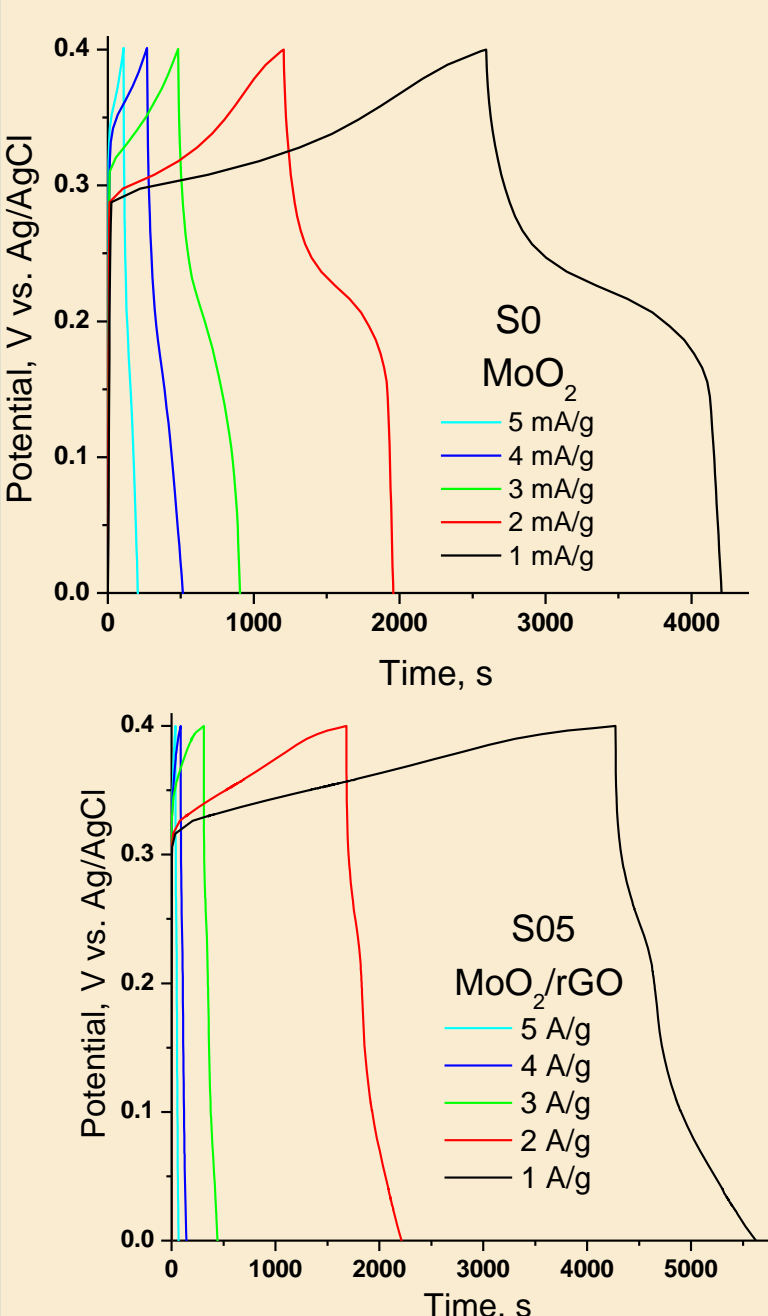 Potential, V vs. Ag/AgCl
0.4
0.3
0.2
0.1
0.0
S0
MoO2
5 mA/g
4 mA/g
3 mA/g
2 mA/g
1 mA/g
0 1000 2000 3000 4000
Time, s
Potential, V vs. Ag/AgCl
0.4
0.3
0.2
0.1
0.0
S05
MoO2/rGO
5 A/g
4 A/g
3 A/g
2 A/g
1 A/g
0 1000 2000 3000 4000 5000
Time, s